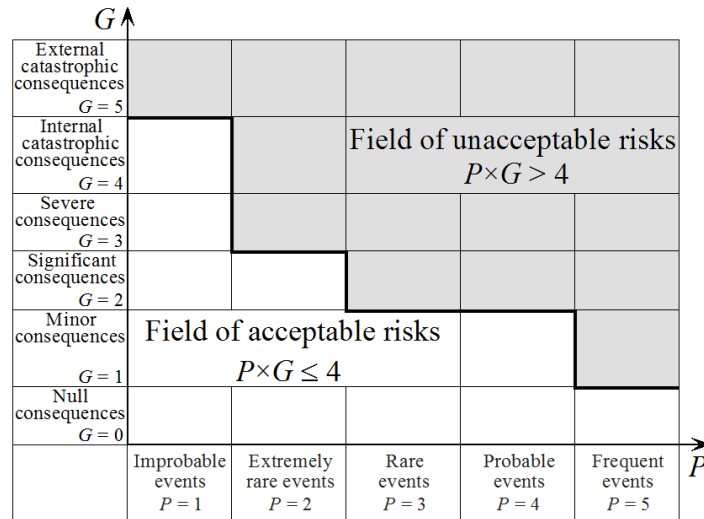 G
External
catastrophic
consequences
G = 5
Internal
catastrophic
consequences
G = 4
Field of unacceptable risks
P×G > 4
Severe
consequences
G = 3
Significant
consequences
G = 2
Minor
consequences
G = 1
Field of acceptable risks
P×G ≤ 4
Null
consequences
G = 0
Improbable
events
P = 1
Extremely
rare events
P = 2
Rare
events
P = 3
Probable
events
P = 4
Frequent
events
P = 5
P